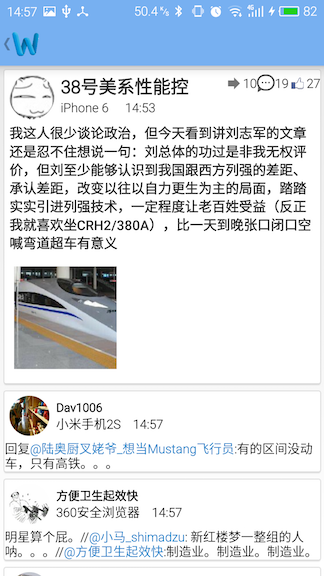 14:57 50.4 K/s 4G 82
W
38号美系性能控 10 19 27
iPhone 6 14:53
我这人很少谈论政治，但今天看到讲刘志军的文章
还是忍不住想说一句：刘总体的功过是非我无权评
价，但刘至少能够认识到我国跟西方列强的差距、
承认差距，改变以往以自力更生为主的局面，踏踏
实实引进列强技术，一定程度让老百姓受益（反正
我就喜欢坐CRH2/380A），比一天到晚张口闭口空
喊弯道超车有意义
Dav1006
小米手机2S 14:57
回复@陆奥厨叉姥爷_想当Mustang飞行员:有的区间没动
车，只有高铁。。。
方便卫生起效快
360安全浏览器 14:57
明星算个屁。//@小马_shimadzu: 新红楼梦一整组的人
呐。。。//@方便卫生起效快:制造业。制造业。制造业。